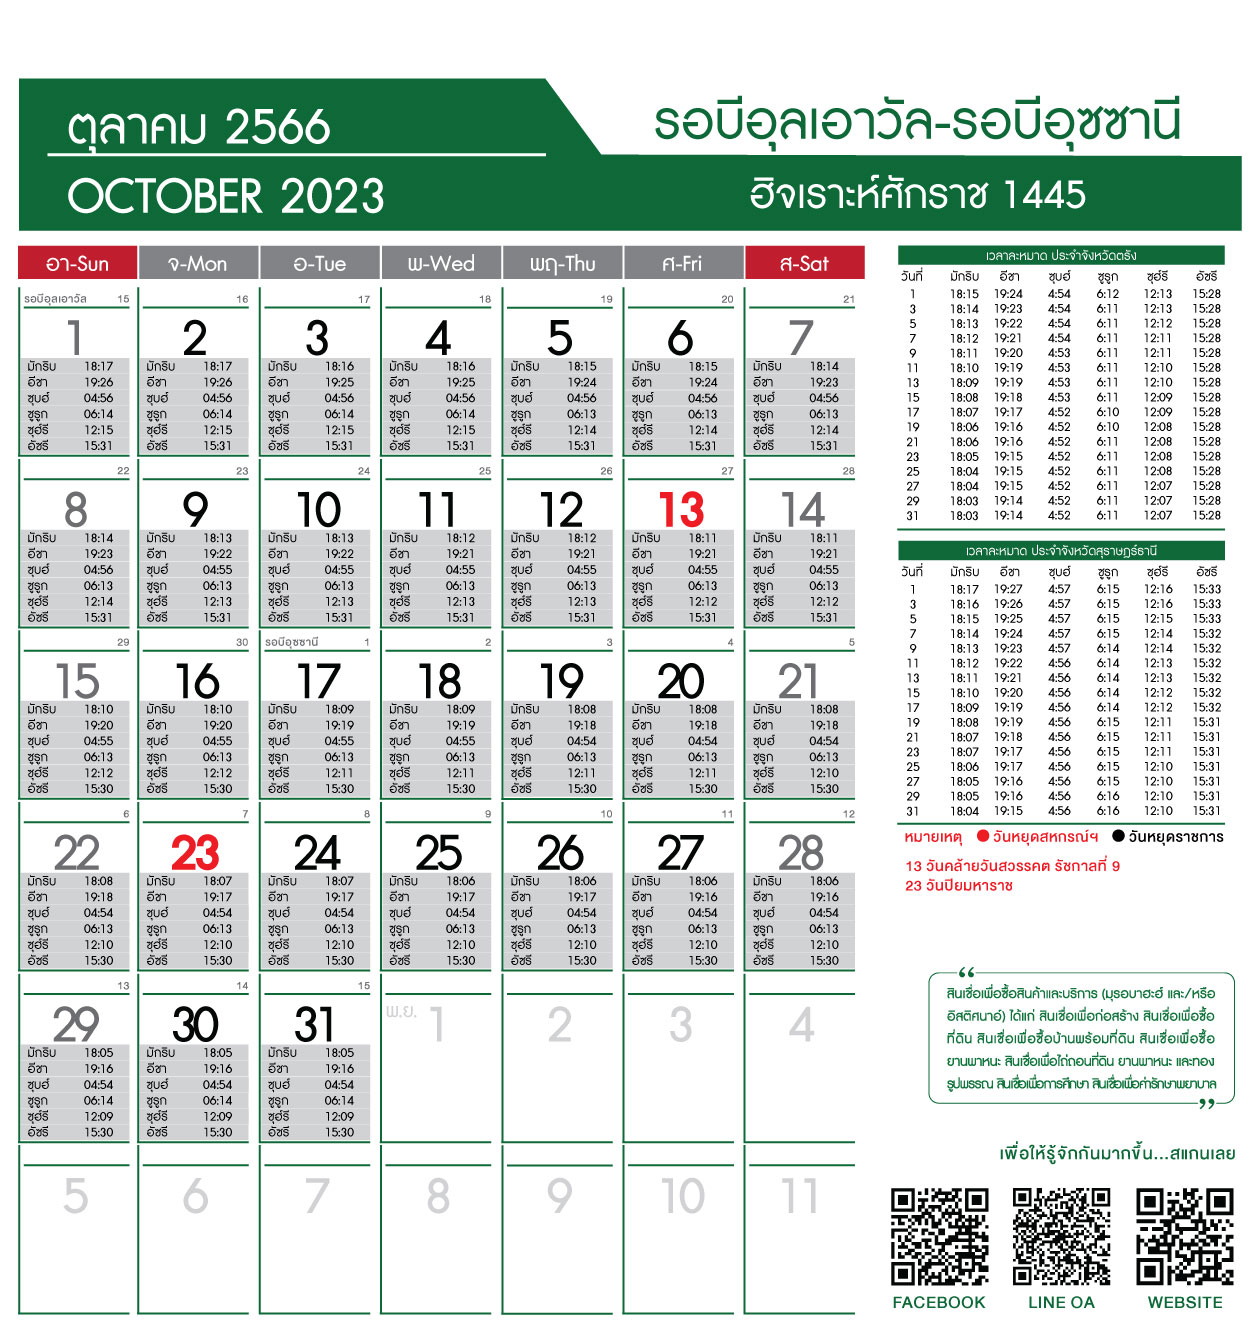 ตุลาคม 2566
OCTOBER 2023
รอบีอุลเอาวัล-รอบีอุซซานี
ฮิจเราะห์ศักราช 1445
อา-Sun จ-Mon อ-Tue พ-Wed พฤ-Thu ศ-Fri ส-Sat
รอบีอุลเอาวัล 15 16 17 18 19 20 21
1 2 3 4 5 6 7
มักริบ 18:17 มักริบ 18:17 มักริบ 18:16 มักริบ 18:16 มักริบ 18:15 มักริบ 18:15 มักริบ 18:14
อีชา 19:26 อีชา 19:26 อีชา 19:25 อีชา 19:25 อีชา 19:24 อีชา 19:24 อีชา 19:23
ซุบฮ์ 04:56 ซุบฮ์ 04:56 ซุบฮ์ 04:56 ซุบฮ์ 04:56 ซุบฮ์ 04:56 ซุบฮ์ 04:56 ซุบฮ์ 04:56
ชูรูก 06:14 ชูรูก 06:14 ชูรูก 06:14 ชูรูก 06:14 ชูรูก 06:13 ชูรูก 06:13 ชูรูก 06:13
ซุฮ์รี 12:15 ซุฮ์รี 12:15 ซุฮ์รี 12:15 ซุฮ์รี 12:15 ซุฮ์รี 12:14 ซุฮ์รี 12:14 ซุฮ์รี 12:14
อัซรี 15:31 อัซรี 15:31 อัซรี 15:31 อัซรี 15:31 อัซรี 15:31 อัซรี 15:31 อัซรี 15:31
22 23 24 25 26 27 28
8 9 10 11 12 13 14
มักริบ 18:14 มักริบ 18:13 มักริบ 18:13 มักริบ 18:12 มักริบ 18:12 มักริบ 18:11 มักริบ 18:11
อีชา 19:23 อีชา 19:22 อีชา 19:22 อีชา 19:21 อีชา 19:21 อีชา 19:21 อีชา 19:21
ซุบฮ์ 04:56 ซุบฮ์ 04:55 ซุบฮ์ 04:55 ซุบฮ์ 04:55 ซุบฮ์ 04:55 ซุบฮ์ 04:55 ซุบฮ์ 04:55
ชูรูก 06:13 ชูรูก 06:13 ชูรูก 06:13 ชูรูก 06:13 ชูรูก 06:13 ชูรูก 06:13 ชูรูก 06:13
ซุฮ์รี 12:14 ซุฮ์รี 12:13 ซุฮ์รี 12:13 ซุฮ์รี 12:13 ซุฮ์รี 12:13 ซุฮ์รี 12:12 ซุฮ์รี 12:12
อัซรี 15:31 อัซรี 15:31 อัซรี 15:31 อัซรี 15:31 อัซรี 15:31 อัซรี 15:31 อัซรี 15:31
29 30 รอบีอุซซานี 1 2 3 4 5
15 16 17 18 19 20 21
มักริบ 18:10 มักริบ 18:10 มักริบ 18:09 มักริบ 18:09 มักริบ 18:08 มักริบ 18:08 มักริบ 18:08
อีชา 19:20 อีชา 19:20 อีชา 19:19 อีชา 19:19 อีชา 19:18 อีชา 19:18 อีชา 19:18
ซุบฮ์ 04:55 ซุบฮ์ 04:55 ซุบฮ์ 04:55 ซุบฮ์ 04:55 ซุบฮ์ 04:54 ซุบฮ์ 04:54 ซุบฮ์ 04:54
ชูรูก 06:13 ชูรูก 06:13 ชูรูก 06:13 ชูรูก 06:13 ชูรูก 06:13 ชูรูก 06:13 ชูรูก 06:13
ซุฮ์รี 12:12 ซุฮ์รี 12:12 ซุฮ์รี 12:11 ซุฮ์รี 12:11 ซุฮ์รี 12:11 ซุฮ์รี 12:11 ซุฮ์รี 12:10
อัซรี 15:30 อัซรี 15:30 อัซรี 15:30 อัซรี 15:30 อัซรี 15:30 อัซรี 15:30 อัซรี 15:30
6 7 8 9 10 11 12
22 23 24 25 26 27 28
มักริบ 18:08 มักริบ 18:07 มักริบ 18:07 มักริบ 18:06 มักริบ 18:06 มักริบ 18:06 มักริบ 18:06
อีชา 19:18 อีชา 19:17 อีชา 19:17 อีชา 19:17 อีชา 19:17 อีชา 19:16 อีชา 19:16
ซุบฮ์ 04:54 ซุบฮ์ 04:54 ซุบฮ์ 04:54 ซุบฮ์ 04:54 ซุบฮ์ 04:54 ซุบฮ์ 04:54 ซุบฮ์ 04:54
ชูรูก 06:13 ชูรูก 06:13 ชูรูก 06:13 ชูรูก 06:13 ชูรูก 06:13 ชูรูก 06:13 ชูรูก 06:13
ซุฮ์รี 12:10 ซุฮ์รี 12:10 ซุฮ์รี 12:10 ซุฮ์รี 12:10 ซุฮ์รี 12:10 ซุฮ์รี 12:10 ซุฮ์รี 12:10
อัซรี 15:30 อัซรี 15:30 อัซรี 15:30 อัซรี 15:30 อัซรี 15:30 อัซรี 15:30 อัซรี 15:30
13 14 15
29 30 31 พ.ย. 1 2 3 4
มักริบ 18:05 มักริบ 18:05 มักริบ 18:05
อีชา 19:16 อีชา 19:16 อีชา 19:16
ซุบฮ์ 04:54 ซุบฮ์ 04:54 ซุบฮ์ 04:54
ชูรูก 06:14 ชูรูก 06:14 ชูรูก 06:14
ซุฮ์รี 12:09 ซุฮ์รี 12:09 ซุฮ์รี 12:09
อัซรี 15:30 อัซรี 15:30 อัซรี 15:30
5 6 7 8 9 10 11
เวลาละหมาด ประจำจังหวัดตรัง
วันที่ มักริบ อีชา ซุบฮ์ ชูรูก ซุฮ์รี อัซรี
1 18:15 19:24 4:54 6:12 12:13 15:28
3 18:14 19:23 4:54 6:11 12:13 15:28
5 18:13 19:22 4:54 6:11 12:12 15:28
7 18:12 19:21 4:54 6:11 12:11 15:28
9 18:11 19:20 4:53 6:11 12:11 15:28
11 18:10 19:19 4:53 6:11 12:10 15:28
13 18:09 19:19 4:53 6:11 12:10 15:28
15 18:08 19:18 4:53 6:11 12:09 15:28
17 18:07 19:17 4:52 6:10 12:09 15:28
19 18:06 19:16 4:52 6:10 12:08 15:28
21 18:06 19:16 4:52 6:11 12:08 15:28
23 18:05 19:15 4:52 6:11 12:08 15:28
25 18:04 19:15 4:52 6:11 12:08 15:28
27 18:04 19:15 4:52 6:11 12:07 15:28
29 18:03 19:14 4:52 6:11 12:07 15:28
31 18:03 19:14 4:52 6:11 12:07 15:28
เวลาละหมาด ประจำจังหวัดสุราษฎร์ธานี
วันที่ มักริบ อีชา ซุบฮ์ ชูรูก ซุฮ์รี อัซรี
1 18:17 19:27 4:57 6:15 12:16 15:33
3 18:16 19:26 4:57 6:15 12:16 15:33
5 18:15 19:25 4:57 6:15 12:15 15:33
7 18:14 19:24 4:57 6:15 12:14 15:32
9 18:13 19:23 4:57 6:14 12:14 15:32
11 18:12 19:22 4:56 6:14 12:13 15:32
13 18:11 19:21 4:56 6:14 12:13 15:32
15 18:10 19:20 4:56 6:14 12:12 15:32
17 18:09 19:19 4:56 6:14 12:12 15:32
19 18:08 19:19 4:56 6:15 12:11 15:31
21 18:07 19:18 4:56 6:15 12:11 15:31
23 18:07 19:17 4:56 6:15 12:11 15:31
25 18:06 19:17 4:56 6:15 12:10 15:31
27 18:05 19:16 4:56 6:15 12:10 15:31
29 18:05 19:16 4:56 6:16 12:10 15:31
31 18:04 19:15 4:56 6:16 12:10 15:31
หมายเหตุ วันหยุดสหกรณ์ฯ วันหยุดราชการ
13 วันคล้ายวันสวรรคต รัชกาลที่ 9
23 วันปิยมหาราช
“
สินเชื่อเพื่อซื้อสินค้าและบริการ (มุรอบาฮะฮ์ และ/หรือ
อิสติศนาอ์) ได้แก่ สินเชื่อเพื่อก่อสร้าง สินเชื่อเพื่อซื้อ
ที่ดิน สินเชื่อเพื่อซื้อบ้านพร้อมที่ดิน สินเชื่อเพื่อซื้อ
ยานพาหนะ สินเชื่อเพื่อไถ่ถอนที่ดิน ยานพาหนะ และทอง
รูปพรรณ สินเชื่อเพื่อการศึกษา สินเชื่อเพื่อค่ารักษาพยาบาล
”
เพื่อให้รู้จักกันมากขึ้น...สแกนเลย
FACEBOOK LINE OA WEBSITE